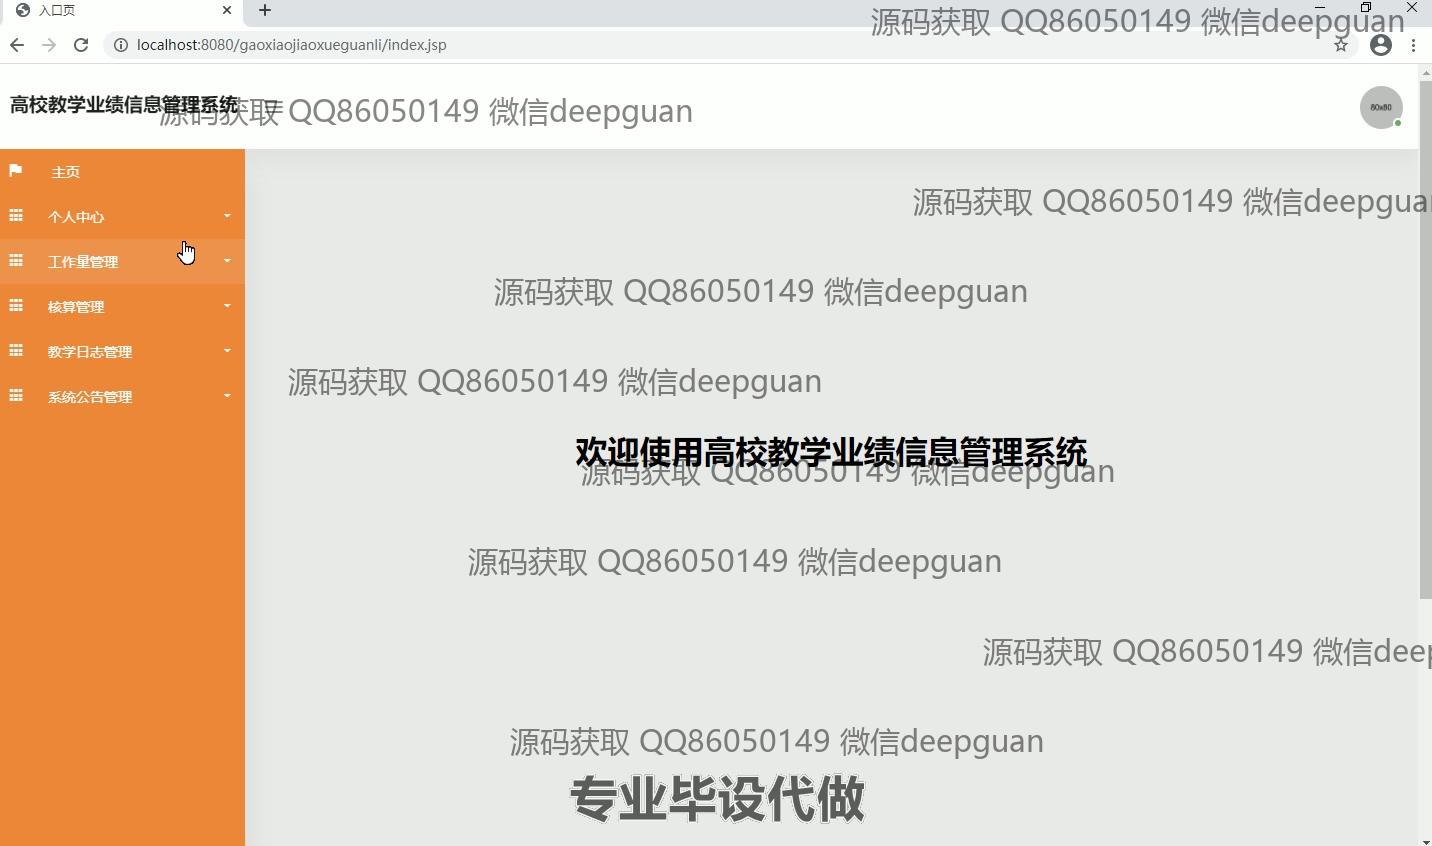 入口页
源码获取 QQ86050149 微信deepguan
localhost:8080/gaoxiaojiaoxueguanli/index.jsp
高校教学业绩信息管理系统
源码获取 QQ86050149 微信deepguan
80x80
主页
源码获取 QQ86050149 微信deepgua
个人中心
工作量管理
源码获取 QQ86050149 微信deepguan
核算管理
教学日志管理
源码获取 QQ86050149 微信deepguan
系统公告管理
欢迎使用高校教学业绩信息管理系统
源码获取 QQ86050149 微信deepguan
源码获取 QQ86050149 微信deepguan
源码获取 QQ86050149 微信deep
源码获取 QQ86050149 微信deepguan
专业毕设代做